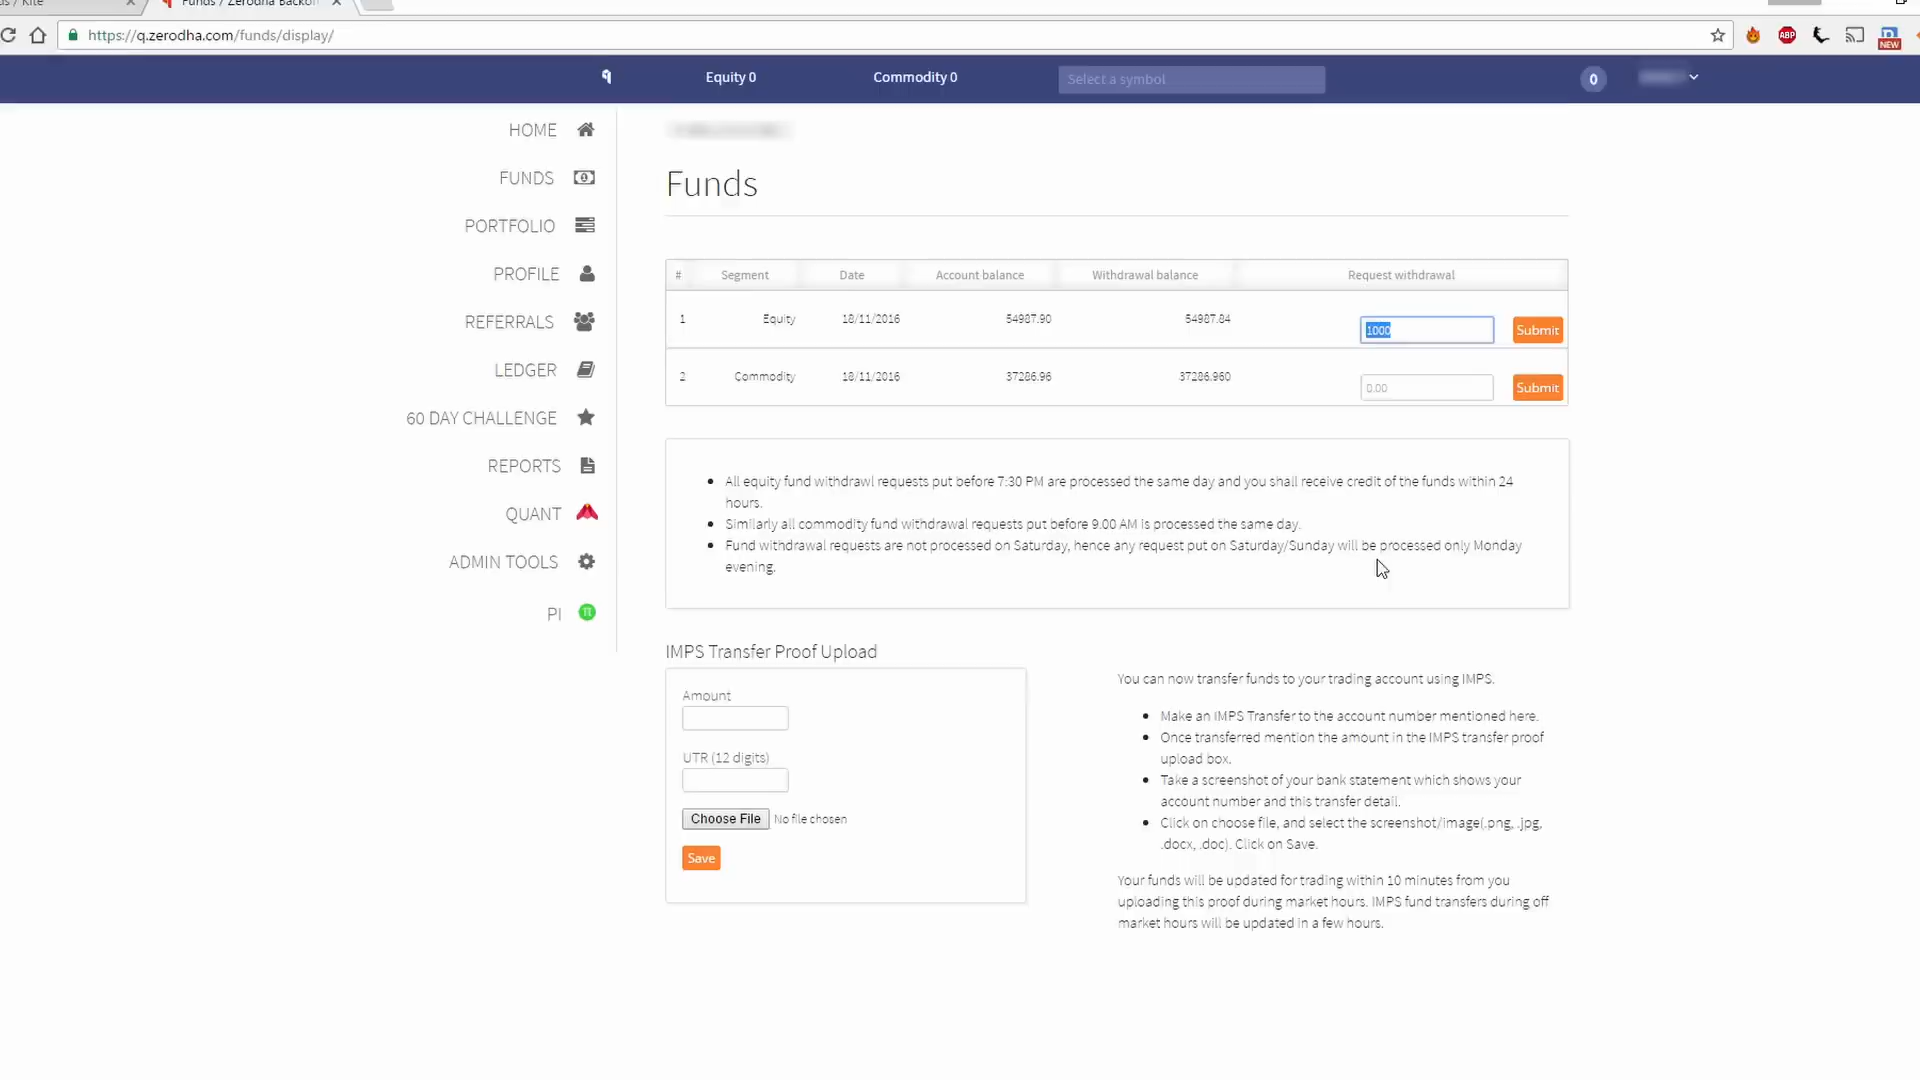 s / Kite
Funds / Zerodha Backoffi
https://q.zerodha.com/funds/display/
ABP
NEW
Equity 0
Commodity 0
Select a symbol
0
HOME
FUNDS
PORTFOLIO
PROFILE
REFERRALS
LEDGER
60 DAY CHALLENGE
REPORTS
QUANT
ADMIN TOOLS
PI
Funds
# Segment Date Account balance Withdrawal balance Request withdrawal
1 Equity 18/11/2016 54987.90 54987.84 1000 Submit
2 Commodity 18/11/2016 37286.96 37286.960 0.00 Submit
All equity fund withdrawl requests put before 7:30 PM are processed the same day and you shall receive credit of the funds within 24
hours.
Similarly all commodity fund withdrawal requests put before 9.00 AM is processed the same day.
Fund withdrawal requests are not processed on Saturday, hence any request put on Saturday/Sunday will be processed only Monday
evening.
IMPS Transfer Proof Upload
Amount
UTR (12 digits)
Choose File No file chosen
Save
You can now transfer funds to your trading account using IMPS.
Make an IMPS Transfer to the account number mentioned here.
Once transferred mention the amount in the IMPS transfer proof
upload box.
Take a screenshot of your bank statement which shows your
account number and this transfer detail.
Click on choose file, and select the screenshot/image(.png, .jpg,
.docx, .doc). Click on Save.
Your funds will be updated for trading within 10 minutes from you
uploading this proof during market hours. IMPS fund transfers during off
market hours will be updated in a few hours.